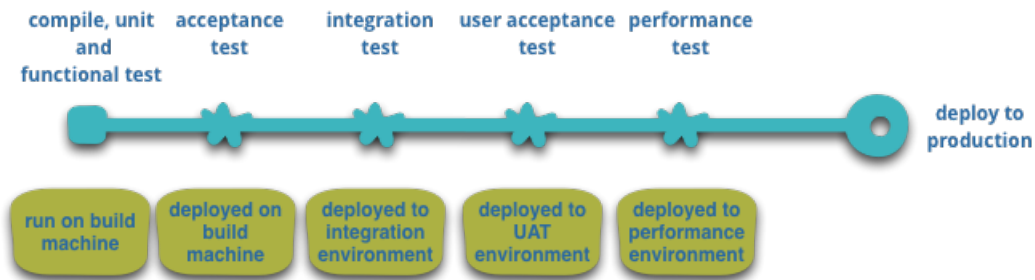 compile, unit
and
functional test
acceptance
test
integration
test
user acceptance
test
performance
test
deploy to
production
run on build
machine
deployed on
build
machine
deployed to
integration
environment
deployed to
UAT
environment
deployed to
performance
environment